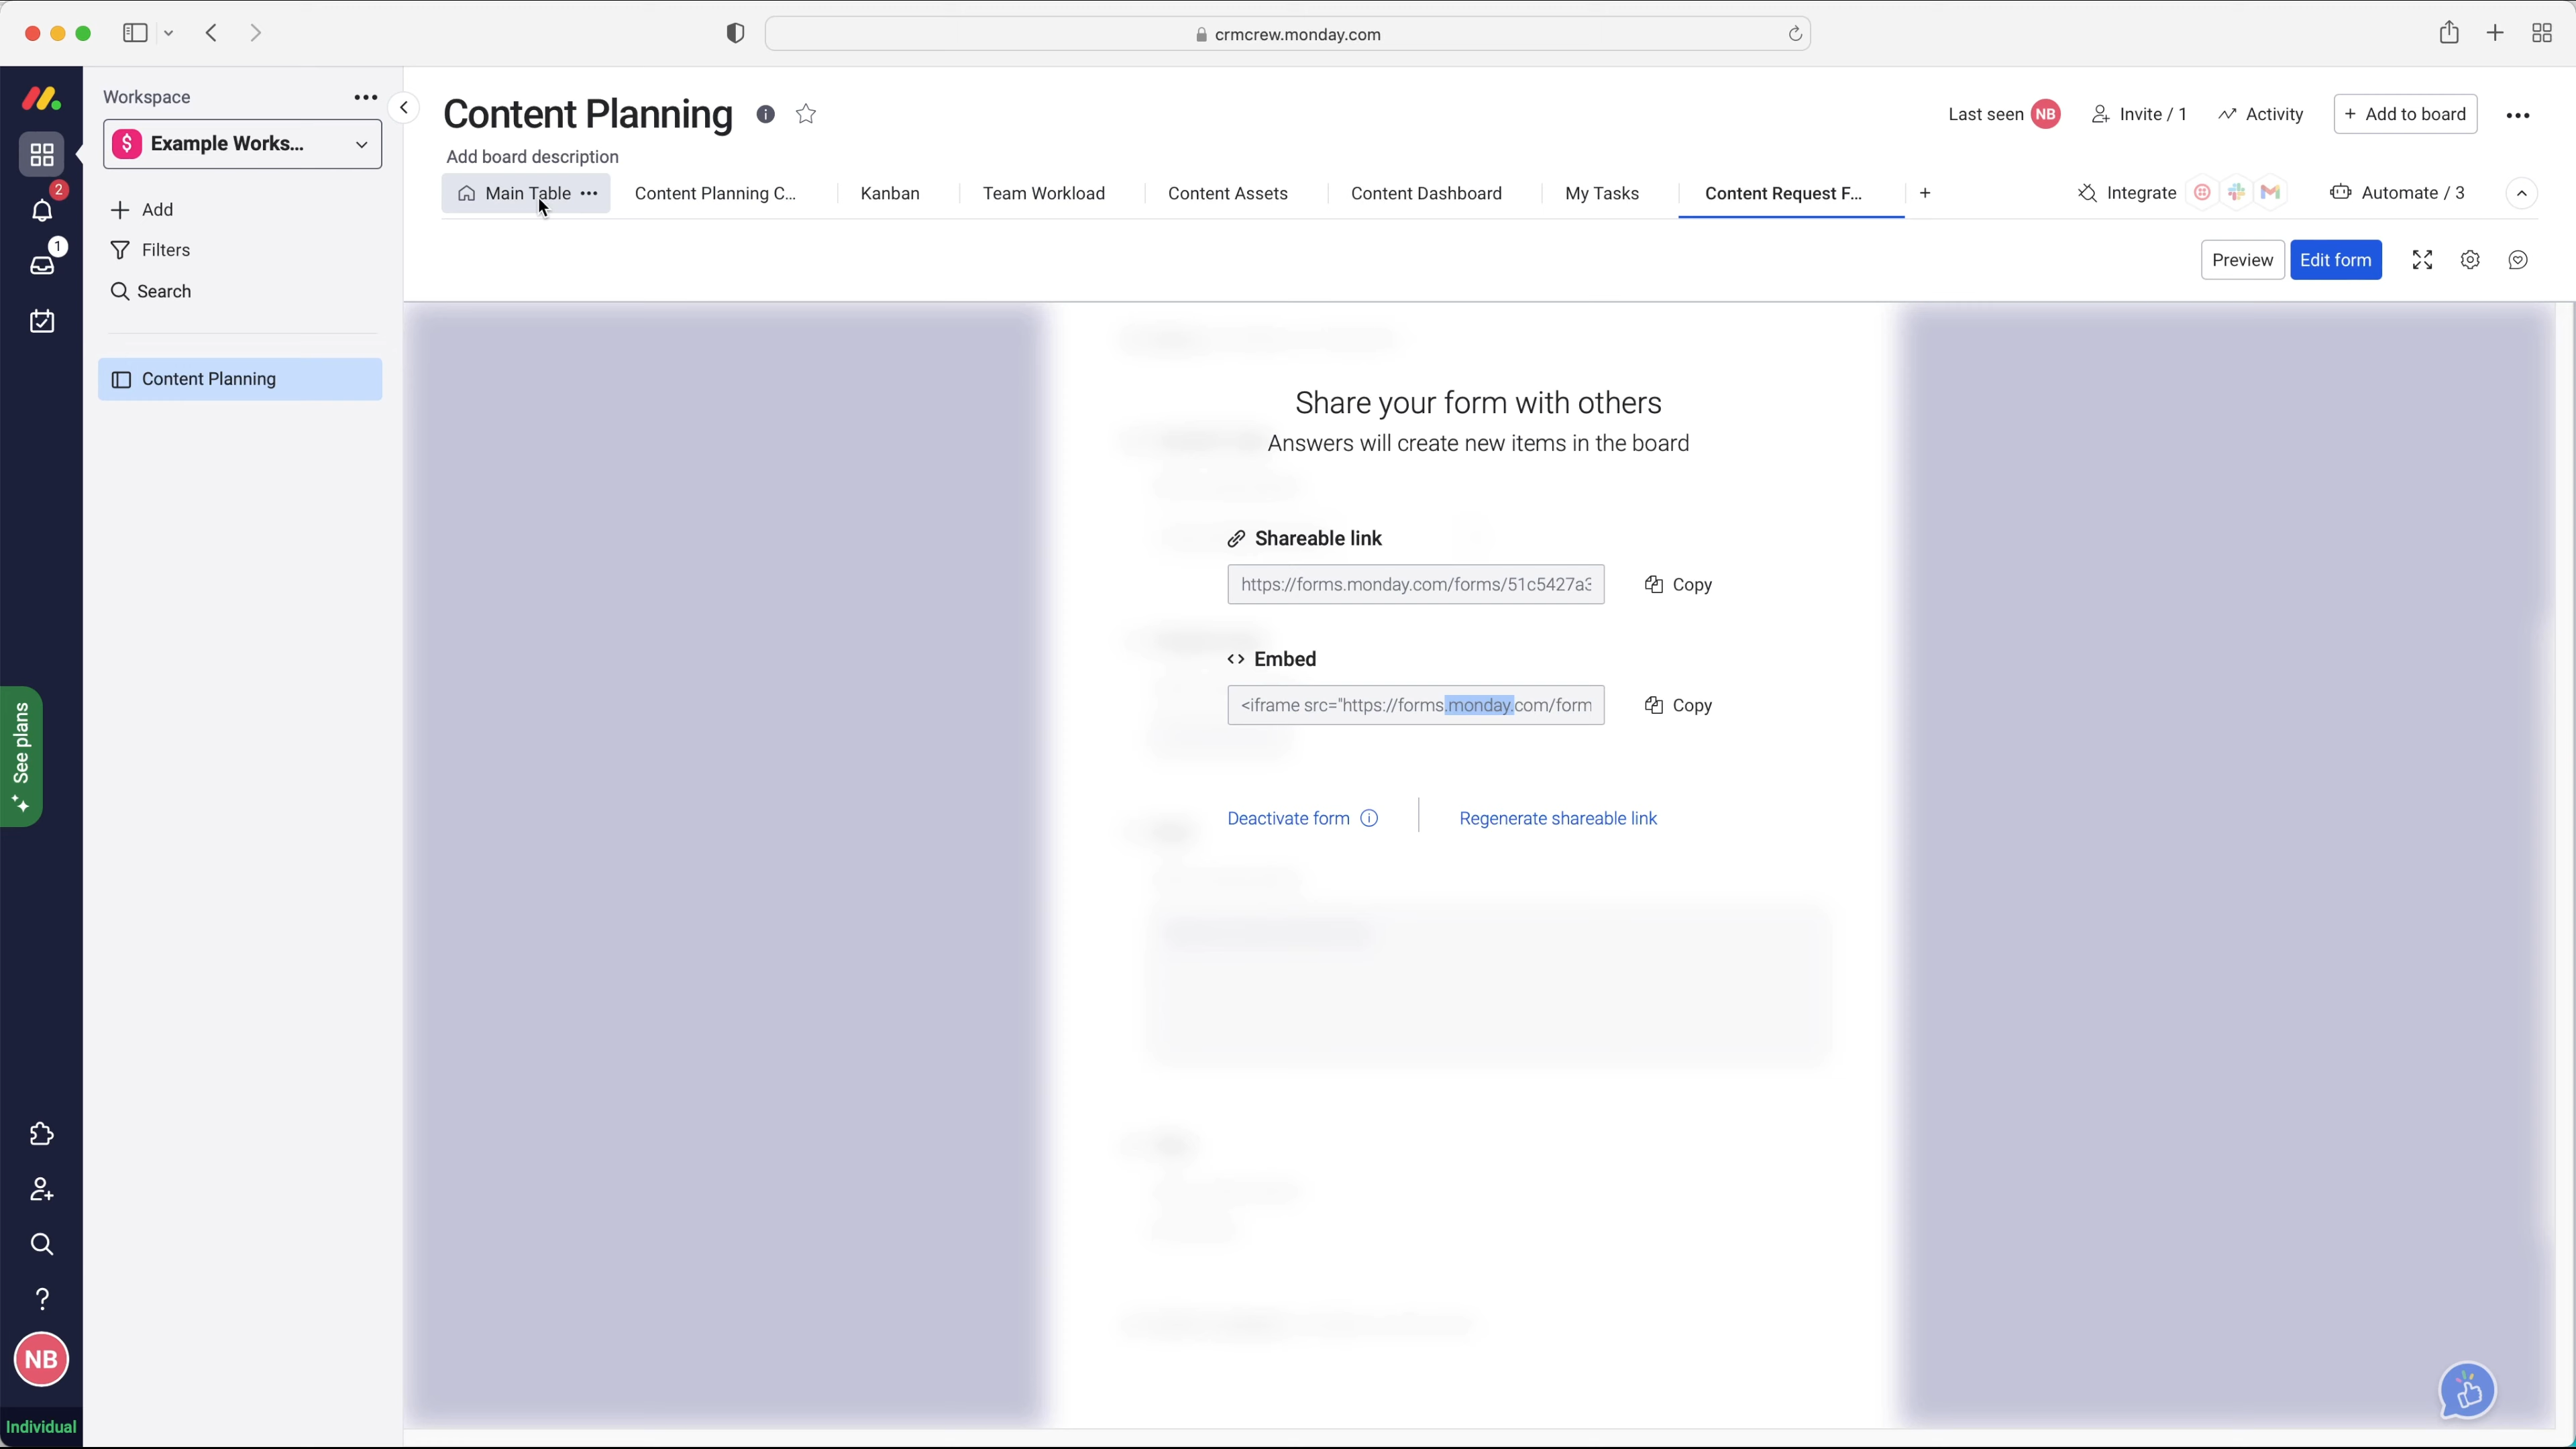 crmcrew.monday.com
Workspace
$ Example Works...
2
1
Add
Filters
Search
Content Planning
See plans
NB
Individual
Content Planning
Add board description
Last seen NB
Invite / 1
Activity
+ Add to board
Main Table
Content Planning C...
Kanban
Team Workload
Content Assets
Content Dashboard
My Tasks
Content Request F...
+
Integrate
Automate / 3
Preview
Edit form
Share your form with others
Answers will create new items in the board
Shareable link
https://forms.monday.com/forms/51c5427a3
Copy
<> Embed
<iframe src="https://forms.monday.com/form
Copy
Deactivate form
Regenerate shareable link